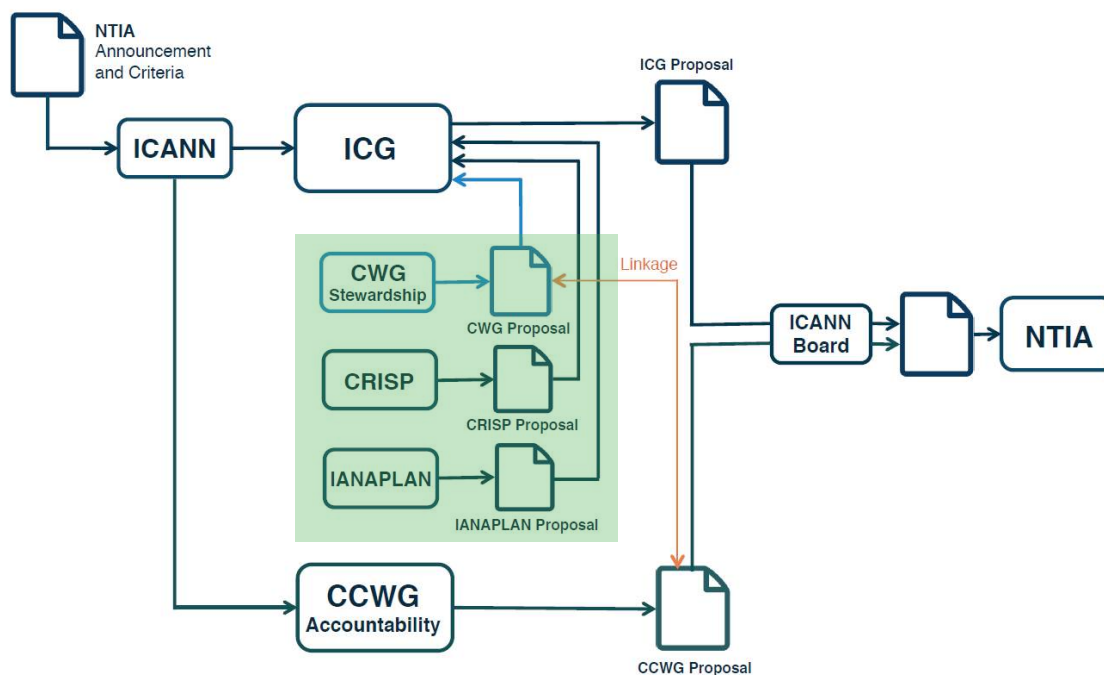 NTIA
Announcement
and Criteria
ICG Proposal
ICANN
ICG
CWG
Stewardship
CWG Proposal
Linkage
ICANN
Board
NTIA
CRISP
CRISP Proposal
IANAPLAN
IANAPLAN Proposal
CCWG
Accountability
CCWG Proposal